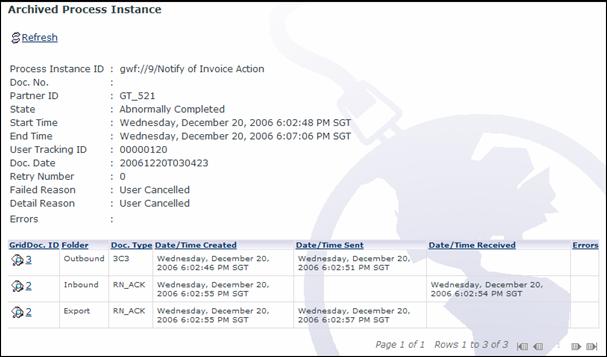 Archived Process Instance
Refresh
Process Instance ID : gwf://9/Notify of Invoice Action
Doc. No. :
Partner ID : GT_521
State : Abnormally Completed
Start Time : Wednesday, December 20, 2006 6:02:48 PM SGT
End Time : Wednesday, December 20, 2006 6:07:06 PM SGT
User Tracking ID : 00000120
Doc. Date : 20061220T030423
Retry Number : 0
Failed Reason : User Cancelled
Detail Reason : User Cancelled
Errors :
GridDoc. ID Folder Doc. Type Date/Time Created Date/Time Sent Date/Time Received Errors
3 Outbound 3C3 Wednesday, December 20, Wednesday, December 20,
2006 6:02:46 PM SGT 2006 6:02:51 PM SGT
2 Inbound RN_ACK Wednesday, December 20, Wednesday, December 20,
2006 6:02:55 PM SGT 2006 6:02:54 PM SGT
2 Export RN_ACK Wednesday, December 20, Wednesday, December 20,
2006 6:02:55 PM SGT 2006 6:02:57 PM SGT
Page 1 of 1 Rows 1 to 3 of 3